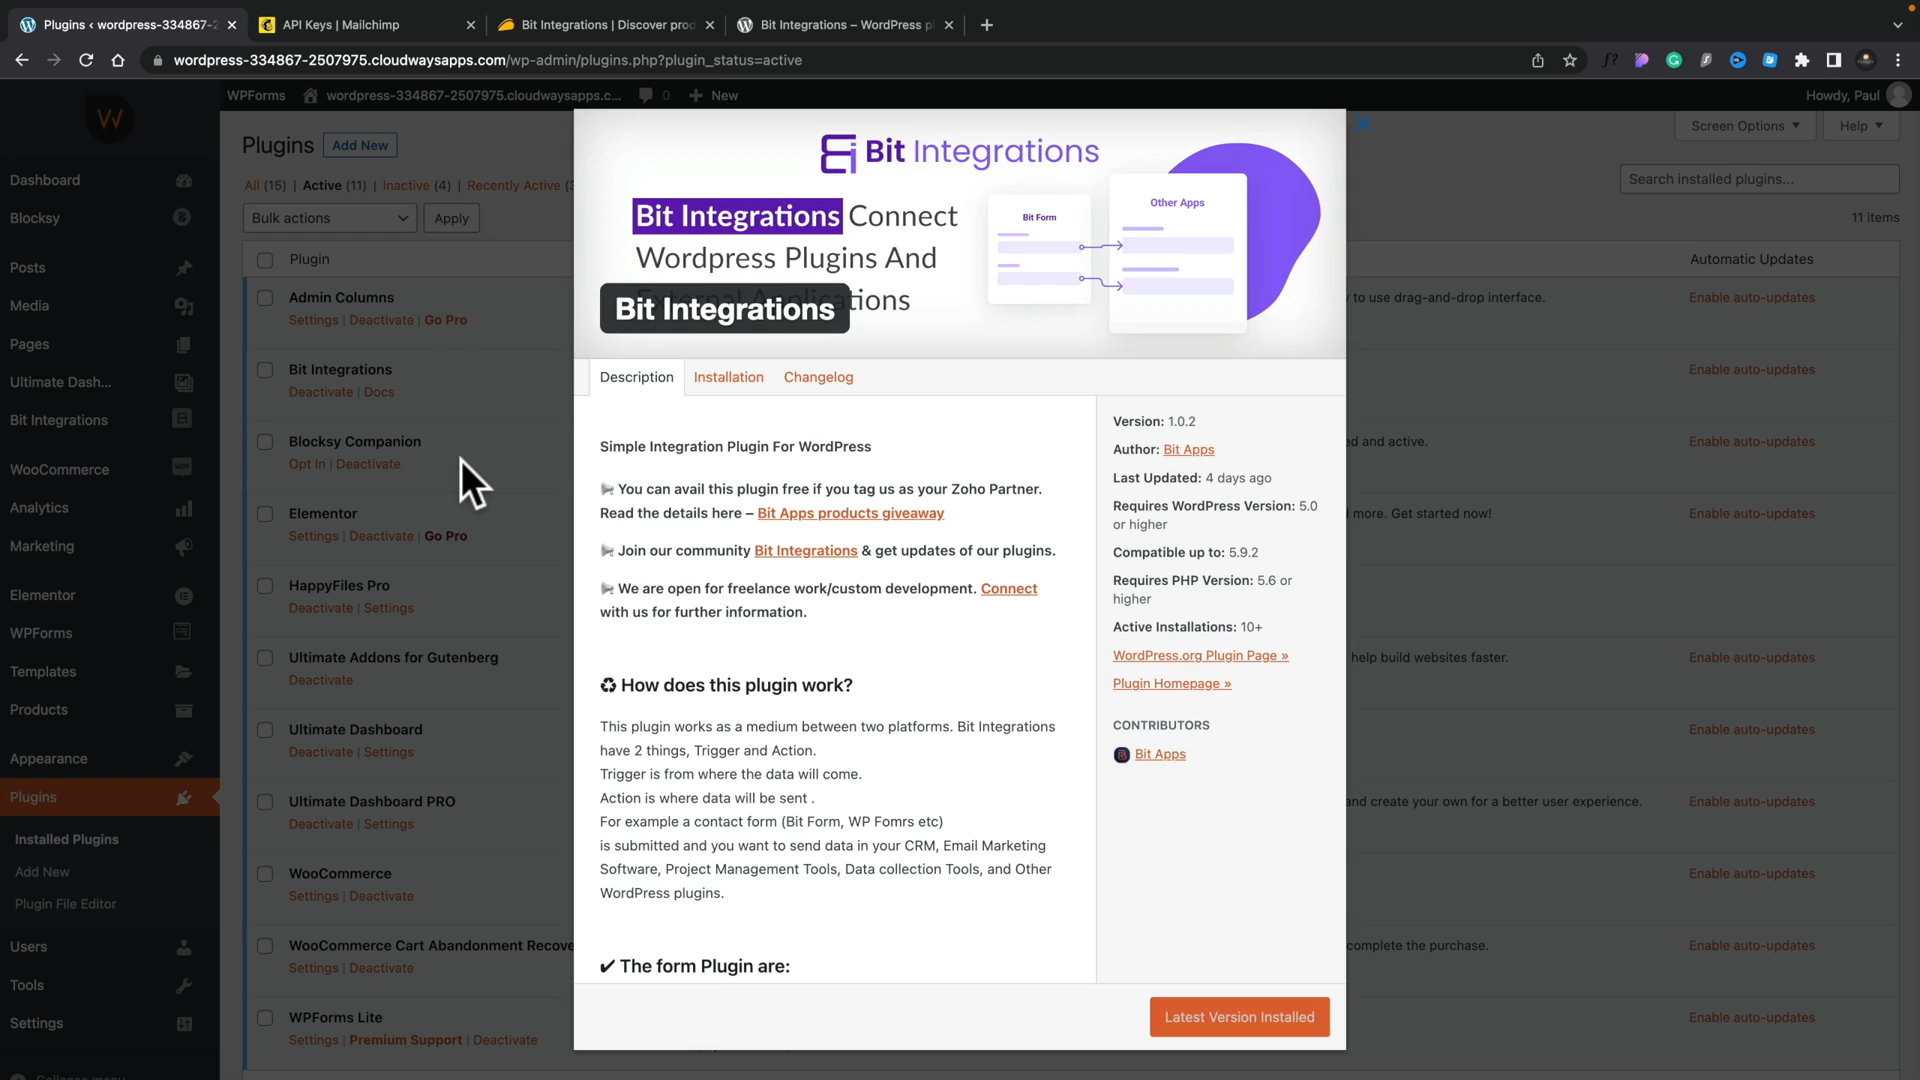 Plugins ‹ wordpress-334867-2
API Keys | Mailchimp
Bit Integrations | Discover prod
Bit Integrations – WordPress pl
wordpress-334867-2507975.cloudwaysapps.com/wp-admin/plugins.php?plugin_status=active
WPForms
wordpress-334867-2507975.cloudwaysapps.c...
0
New
Howdy, Paul
Dashboard
Blocksy
Posts
Media
Pages
Ultimate Dash...
Bit Integrations
WooCommerce
Analytics
Marketing
Elementor
WPForms
Templates
Products
Appearance
Plugins
Installed Plugins
Add New
Plugin File Editor
Users
Tools
Settings
Collapse menu
Plugins
Add New
Screen Options
Help
All (15) | Active (11) | Inactive (4) | Recently Active (3
Search installed plugins...
Bulk actions
Apply
11 items
Plugin
Automatic Updates
Admin Columns
Settings | Deactivate | Go Pro
y to use drag-and-drop interface.
Enable auto-updates
Bit Integrations
Deactivate | Docs
Enable auto-updates
Blocksy Companion
Opt In | Deactivate
ed and active.
Enable auto-updates
Elementor
Settings | Deactivate | Go Pro
more. Get started now!
Enable auto-updates
HappyFiles Pro
Deactivate | Settings
Ultimate Addons for Gutenberg
Deactivate
help build websites faster.
Enable auto-updates
Ultimate Dashboard
Deactivate | Settings
Enable auto-updates
Ultimate Dashboard PRO
Deactivate | Settings
and create your own for a better user experience.
Enable auto-updates
WooCommerce
Settings | Deactivate
Enable auto-updates
WooCommerce Cart Abandonment Recove
Settings | Deactivate
complete the purchase.
Enable auto-updates
WPForms Lite
Settings | Premium Support | Deactivate
Enable auto-updates
Bit Integrations
Bit Integrations Connect
Wordpress Plugins And
External Applications
Bit Integrations
Bit Form
Other Apps
Description
Installation
Changelog
Simple Integration Plugin For WordPress
You can avail this plugin free if you tag us as your Zoho Partner.
Read the details here – Bit Apps products giveaway
Join our community Bit Integrations & get updates of our plugins.
We are open for freelance work/custom development. Connect
with us for further information.
♻ How does this plugin work?
This plugin works as a medium between two platforms. Bit Integrations
have 2 things, Trigger and Action.
Trigger is from where the data will come.
Action is where data will be sent .
For example a contact form (Bit Form, WP Fomrs etc)
is submitted and you want to send data in your CRM, Email Marketing
Software, Project Management Tools, Data collection Tools, and Other
WordPress plugins.
✔ The form Plugin are:
Version: 1.0.2
Author: Bit Apps
Last Updated: 4 days ago
Requires WordPress Version: 5.0
or higher
Compatible up to: 5.9.2
Requires PHP Version: 5.6 or
higher
Active Installations: 10+
WordPress.org Plugin Page »
Plugin Homepage »
CONTRIBUTORS
Bit Apps
Latest Version Installed